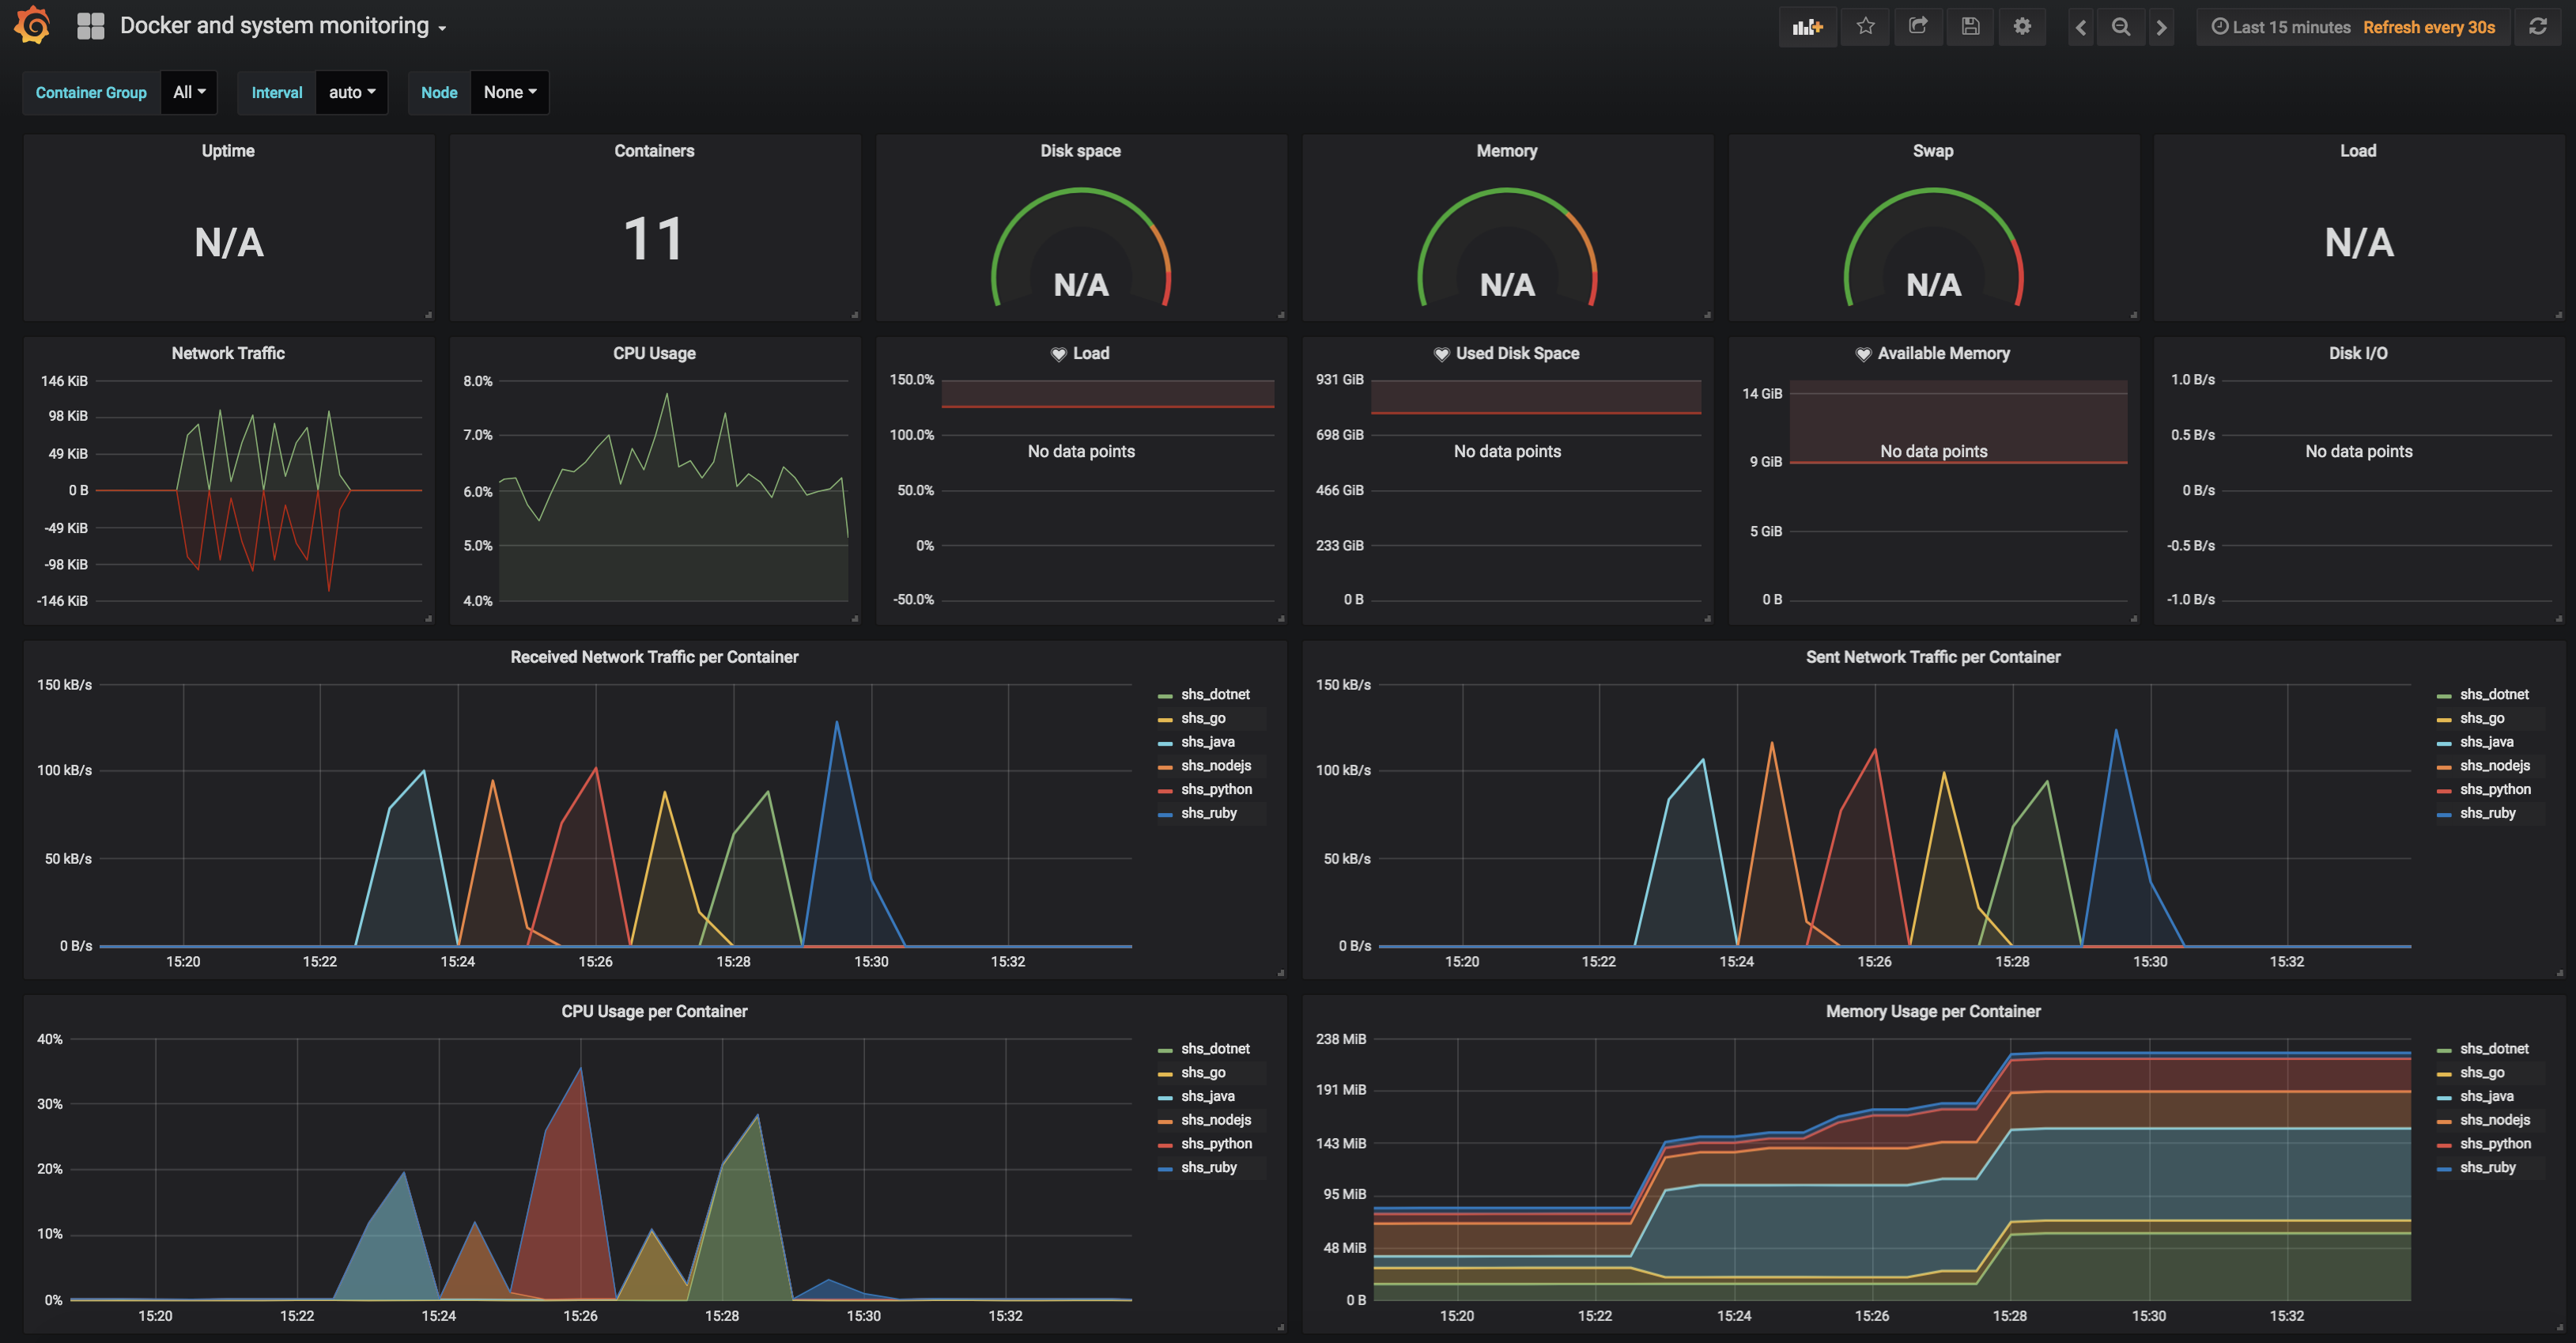 Docker and system monitoring
Last 15 minutes Refresh every 30s
Container Group All Interval auto Node None
Uptime
N/A
Containers
11
Disk space
N/A
Memory
N/A
Swap
N/A
Load
N/A
Network Traffic
146 KiB
98 KiB
49 KiB
0 B
-49 KiB
-98 KiB
-146 KiB
CPU Usage
8.0%
7.0%
6.0%
5.0%
4.0%
Load
150.0%
100.0%
No data points
50.0%
0%
-50.0%
Used Disk Space
931 GiB
698 GiB
No data points
466 GiB
233 GiB
0 B
Available Memory
14 GiB
No data points
9 GiB
5 GiB
0 B
Disk I/O
1.0 B/s
0.5 B/s
No data points
0 B/s
-0.5 B/s
-1.0 B/s
Received Network Traffic per Container
150 kB/s
100 kB/s
50 kB/s
0 B/s
15:20 15:22 15:24 15:26 15:28 15:30 15:32
shs_dotnet
shs_go
shs_java
shs_nodejs
shs_python
shs_ruby
Sent Network Traffic per Container
150 kB/s
100 kB/s
50 kB/s
0 B/s
15:20 15:22 15:24 15:26 15:28 15:30 15:32
shs_dotnet
shs_go
shs_java
shs_nodejs
shs_python
shs_ruby
CPU Usage per Container
40%
30%
20%
10%
0%
15:20 15:22 15:24 15:26 15:28 15:30 15:32
shs_dotnet
shs_go
shs_java
shs_nodejs
shs_python
shs_ruby
Memory Usage per Container
238 MiB
191 MiB
143 MiB
95 MiB
48 MiB
0 B
15:20 15:22 15:24 15:26 15:28 15:30 15:32
shs_dotnet
shs_go
shs_java
shs_nodejs
shs_python
shs_ruby